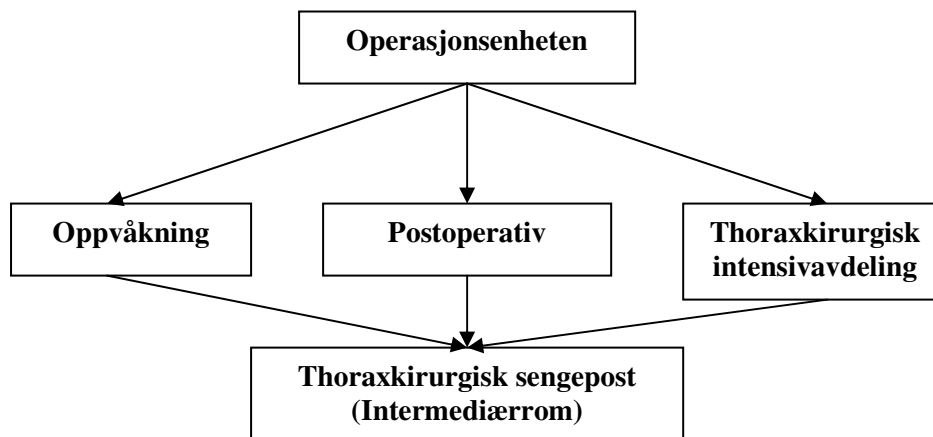 Operasjonsenheten
Oppvåkning
Postoperativ
Thoraxkirurgisk
intensivavdeling
Thoraxkirurgisk sengepost
(Intermediærrom)